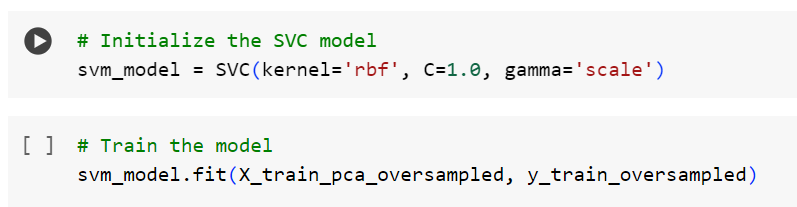 # Initialize the SVC model
svm_model = SVC(kernel='rbf', C=1.0, gamma='scale')
[ ] # Train the model
svm_model.fit(X_train_pca_oversampled, y_train_oversampled)